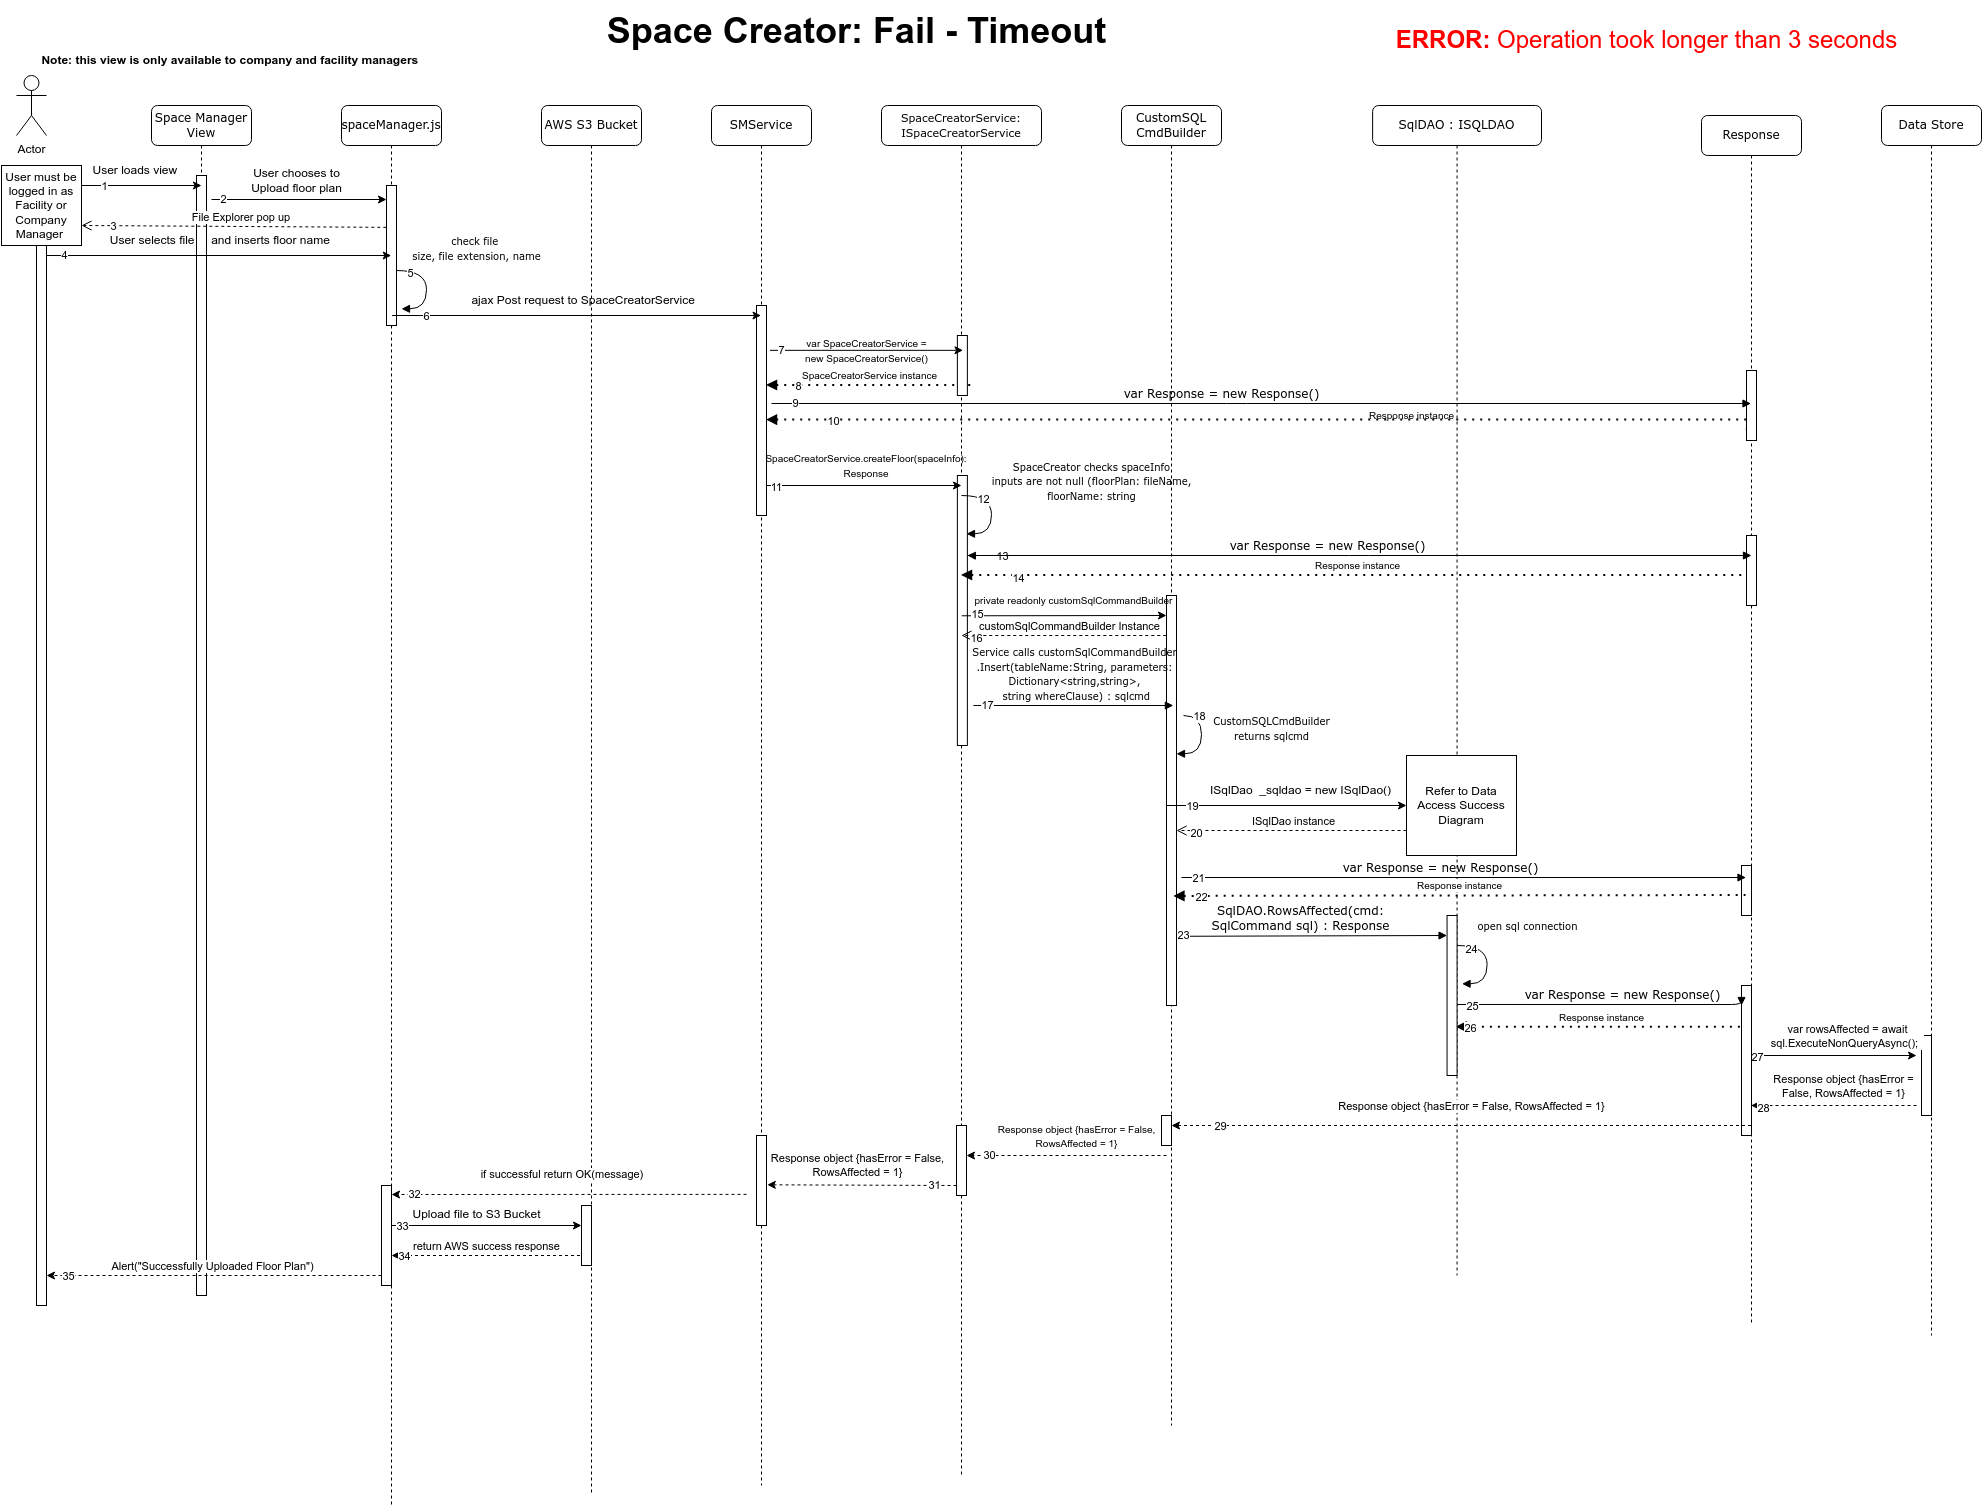 Space Creator: Fail - Timeout
ERROR: Operation took longer than 3 seconds
Note: this view is only available to company and facility managers
Actor
Space Manager
View
spaceManager.js
AWS S3 Bucket
SMService
SpaceCreatorService:
ISpaceCreatorService
CustomSQL
CmdBuilder
SqlDAO : ISQLDAO
Response
Data Store
User must be
logged in as
Facility or
Company
Manager
User loads view
1
User chooses to
Upload floor plan
2
File Explorer pop up
3
User selects file and inserts floor name
4
check file
size, file extension, name
5
ajax Post request to SpaceCreatorService
6
var SpaceCreatorService =
new SpaceCreatorService()
7
SpaceCreatorService instance
8
var Response = new Response()
9
Response instance
10
SpaceCreatorService.createFloor(spaceInfo):
Response
11
SpaceCreator checks spaceInfo
inputs are not null (floorPlan: fileName,
floorName: string
12
var Response = new Response()
13
Response instance
14
private readonly customSqlCommandBuilder
15
customSqlCommandBuilder Instance
16
Service calls customSqlCommandBuilder
.Insert(tableName:String, parameters:
Dictionary<string,string>,
string whereClause) : sqlcmd
17
18
CustomSQLCmdBuilder
returns sqlcmd
ISqlDao _sqldao = new ISqlDao()
19
Refer to Data
Access Success
Diagram
ISqlDao instance
20
var Response = new Response()
21
Response instance
22
SqlDAO.RowsAffected(cmd:
SqlCommand sql) : Response
23
open sql connection
24
var Response = new Response()
25
Response instance
26
var rowsAffected = await
sql.ExecuteNonQueryAsync();
27
Response object {hasError =
False, RowsAffected = 1}
28
Response object {hasError = False, RowsAffected = 1}
29
Response object {hasError = False,
RowsAffected = 1}
30
Response object {hasError = False,
RowsAffected = 1}
31
if successful return OK(message)
32
Upload file to S3 Bucket
33
return AWS success response
34
Alert("Successfully Uploaded Floor Plan")
35